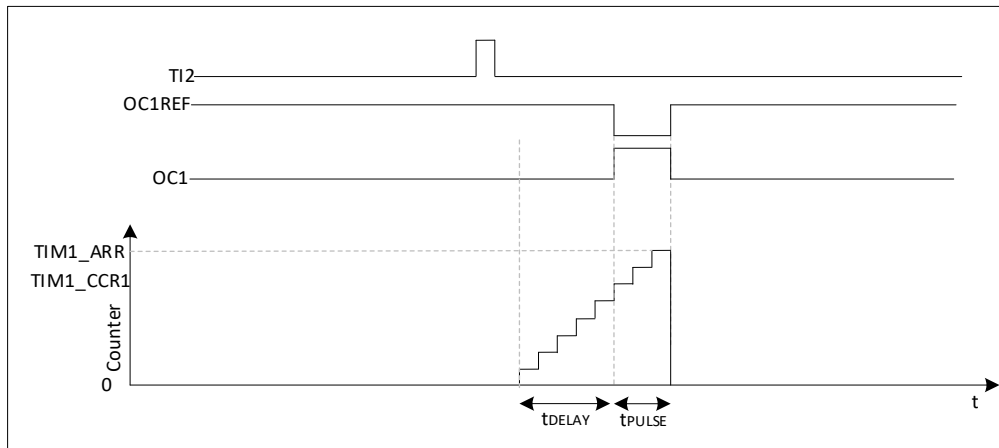 TI2
OC1REF
OC1
TIM1_ARR
TIM1_CCR1
Counter
0
t
tDELAY
tPULSE